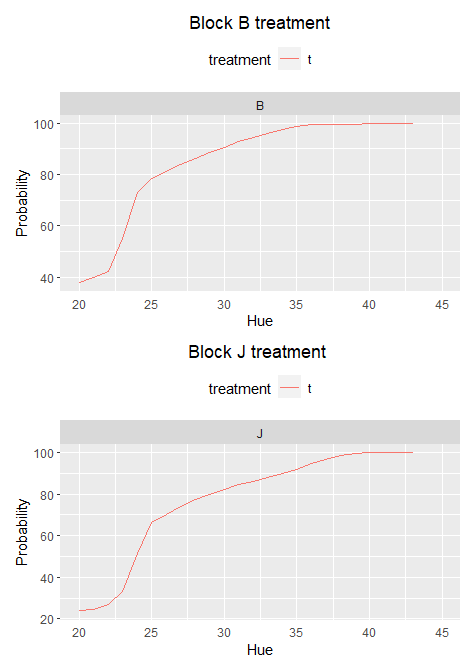 Block B treatment
treatment t
B
100
80
60
40
Probability
20 25 30 35 40 45
Hue
Block J treatment
treatment t
J
100
80
60
40
20
Probability
20 25 30 35 40 45
Hue